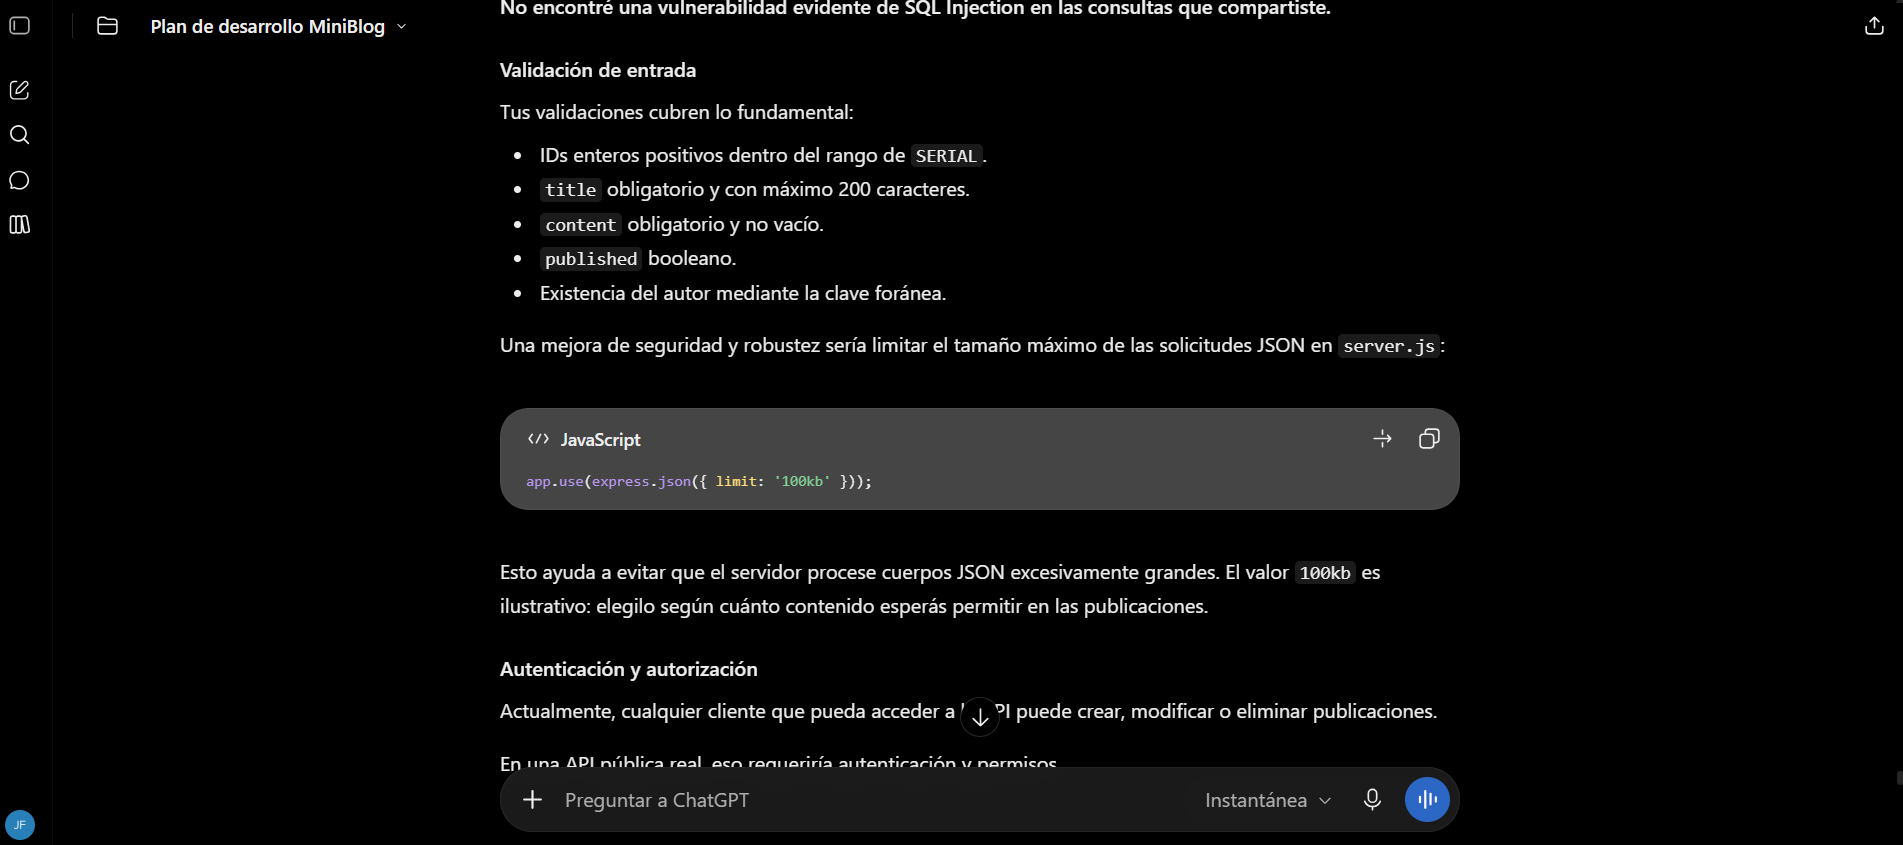 No encontré una vulnerabilidad evidente de SQL Injection en las consultas que compartiste.
Plan de desarrollo MiniBlog
Validación de entrada
Tus validaciones cubren lo fundamental:
• IDs enteros positivos dentro del rango de SERIAL.
• title obligatorio y con máximo 200 caracteres.
• content obligatorio y no vacío.
• published booleano.
• Existencia del autor mediante la clave foránea.
Una mejora de seguridad y robustez sería limitar el tamaño máximo de las solicitudes JSON en server.js:
</> JavaScript
app.use(express.json({ limit: '100kb' }));
Esto ayuda a evitar que el servidor procese cuerpos JSON excesivamente grandes. El valor 100kb es
ilustrativo: elegilo según cuánto contenido esperás permitir en las publicaciones.
Autenticación y autorización
Actualmente, cualquier cliente que pueda acceder a puede crear, modificar o eliminar publicaciones.
En una API pública real, eso requeriría autenticación y permisos
Preguntar a ChatGPT
Instantánea
JF